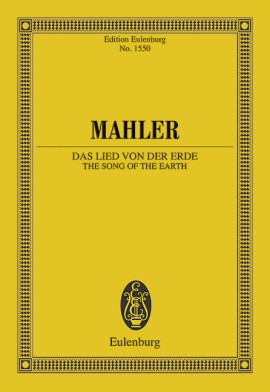 Edition Eulenburg
No. 1550
MAHLER
DAS LIED VON DER ERDE
THE SONG OF THE EARTH
Eulenburg